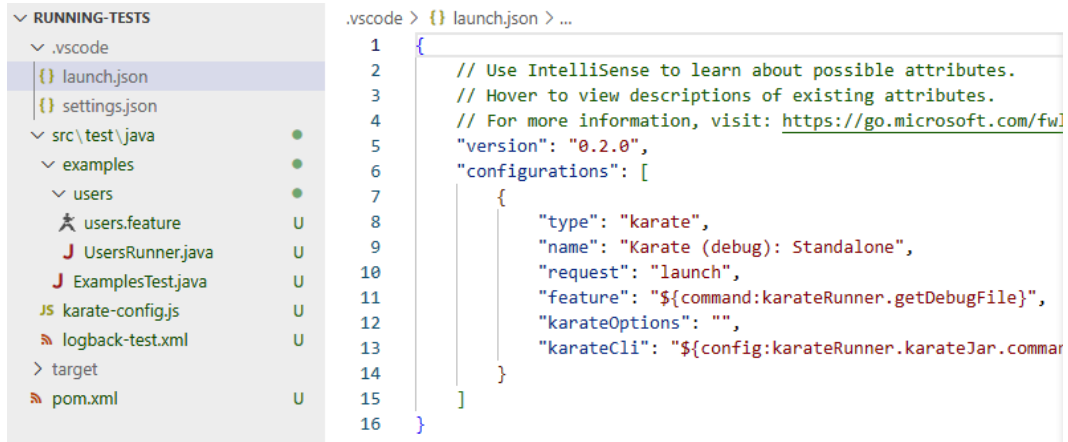 RUNNING-TESTS
.vscode
{} launch.json
{} settings.json
src\test\java
examples
users
users.feature U
J UsersRunner.java U
J ExamplesTest.java U
JS karate-config.js U
logback-test.xml U
target
pom.xml U
.vscode > {} launch.json > ...
1 {
2 // Use IntelliSense to learn about possible attributes.
3 // Hover to view descriptions of existing attributes.
4 // For more information, visit: https://go.microsoft.com/fwl
5 "version": "0.2.0",
6 "configurations": [
7 {
8 "type": "karate",
9 "name": "Karate (debug): Standalone",
10 "request": "launch",
11 "feature": "${command:karateRunner.getDebugFile}",
12 "karateOptions": "",
13 "karateCli": "${config:karateRunner.karateJar.comman
14 }
15 ]
16 }